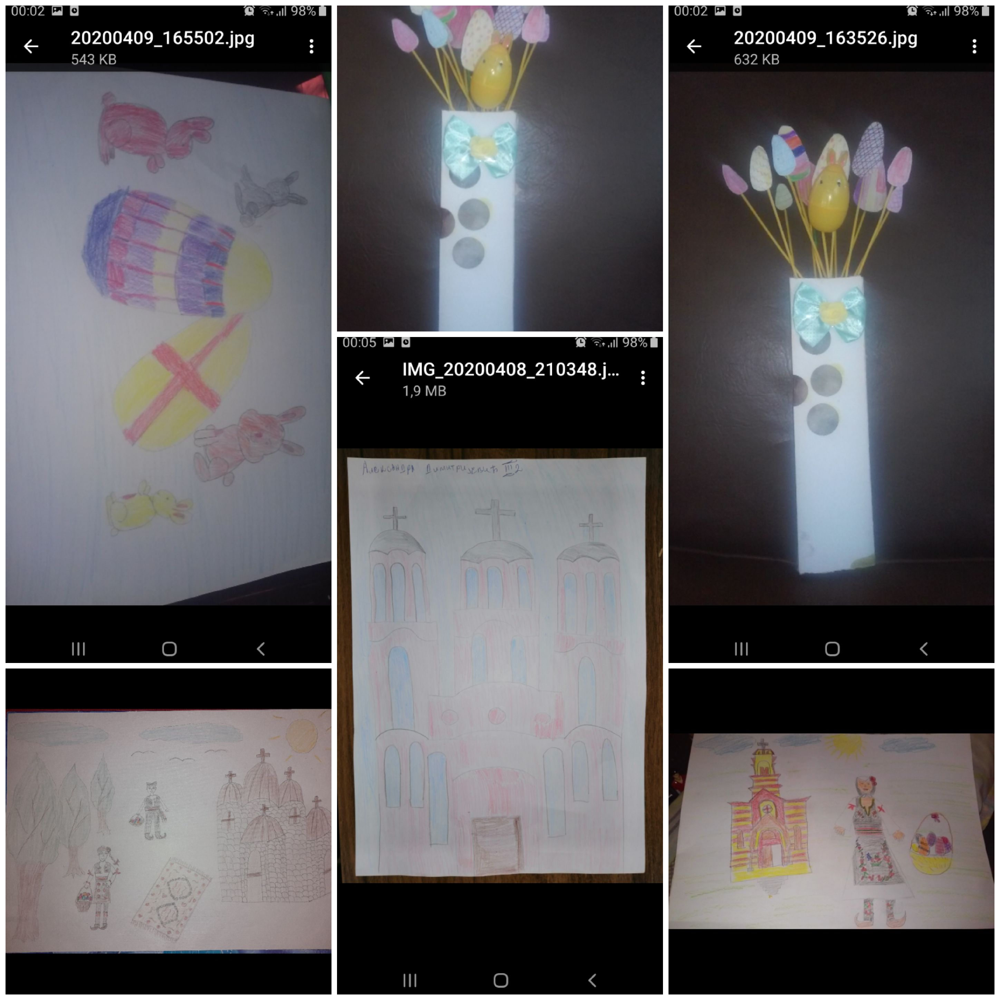 00:02 98%
20200409_165502.jpg
543 KB
00:02 98%
20200409_163526.jpg
632 KB
00:05 98%
IMG_20200408_210348.j...
1,9 MB
Александра Димитријевић III2